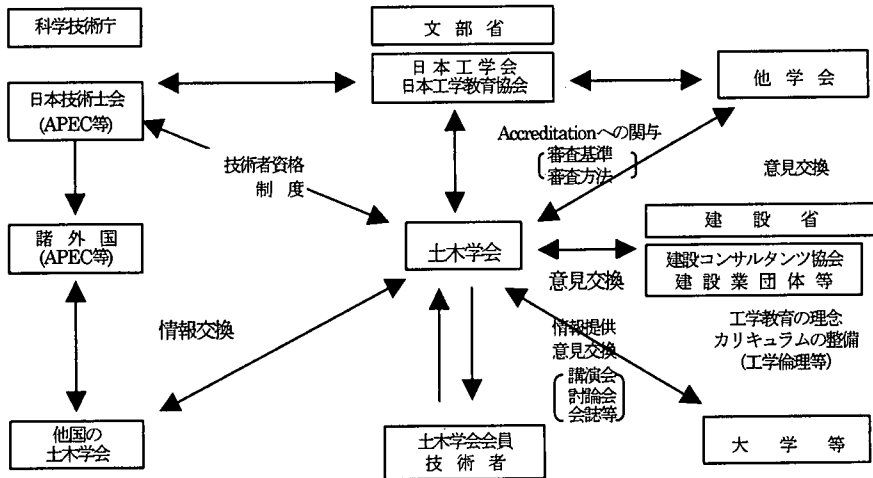 科学技術庁
文部省
日本工学会
日本工学教育協会
他学会
日本技術士会
(APEC等)
Accreditationへの関与
審査基準
審査方法
意見交換
技術者資格
制度
建設省
諸外国
(APEC等)
土木学会
建設コンサルタンツ協会
建設業団体等
意見交換
工学教育の理念
カリキュラムの整備
(工学倫理等)
情報交換
情報提供
意見交換
講演会
討論会
会誌等
他国の
土木学会
土木学会会員
技術者
大学等